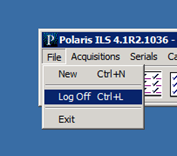 Polaris ILS 4.1R2.1036 -
File Acquisitions Serials
New Ctrl+N
Log Off Ctrl+L
Exit